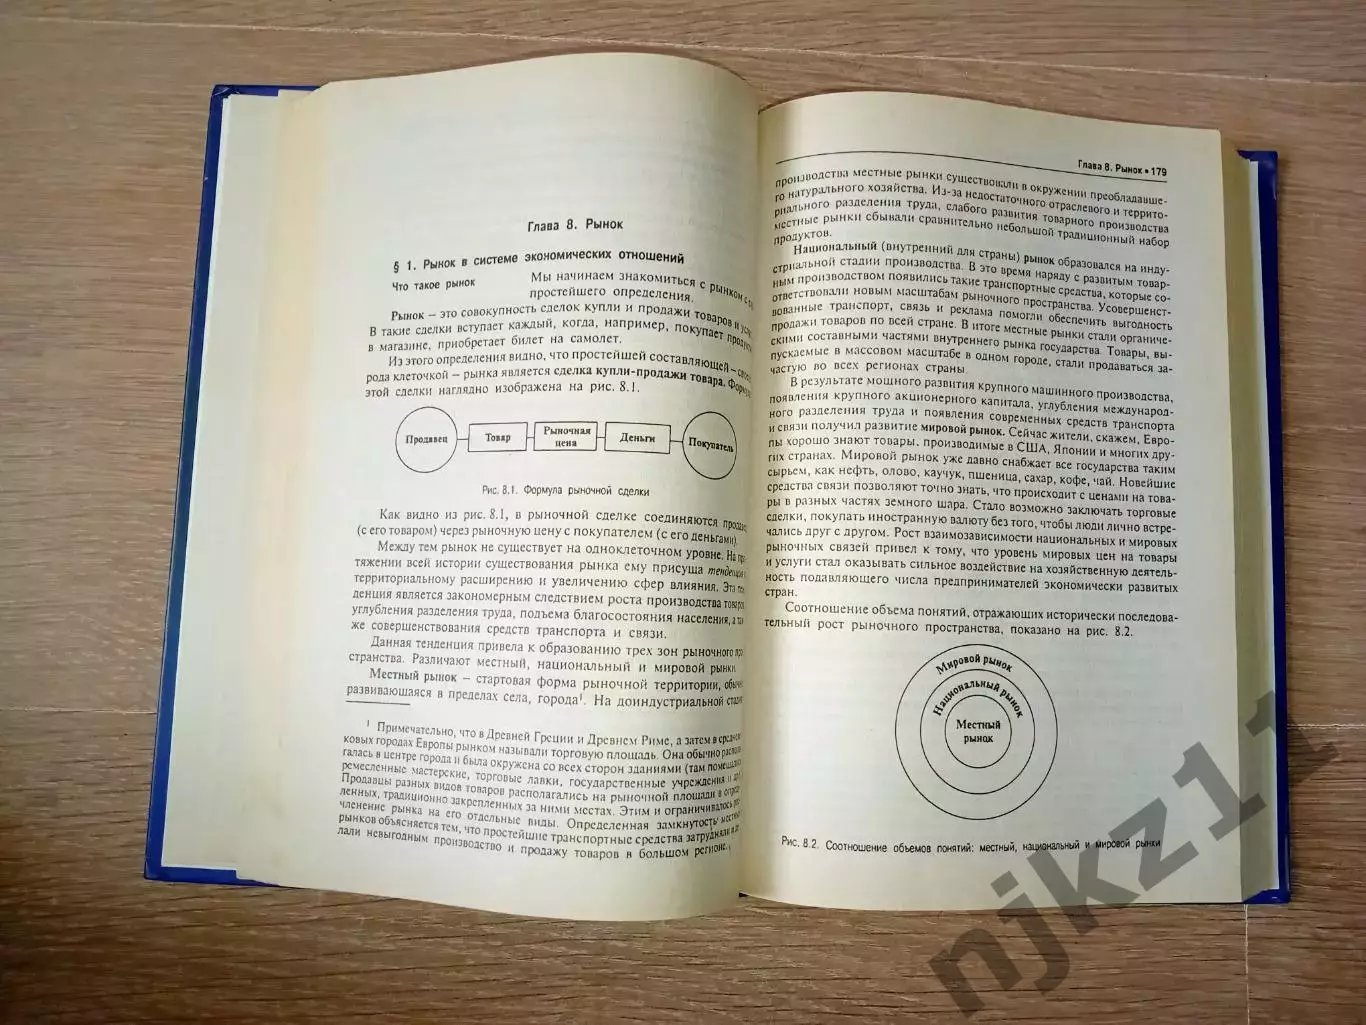 Глава 8. Рынок
§ 1. Рынок в системе экономических отношений
Что такое рынок
Мы начинаем знакомиться с рынком с
простейшего определения.
Рынок – это совокупность сделок купли и продажи товаров и
В такие сделки вступает каждый, когда, например, покупает продукты
в магазине, приобретает билет на самолет.
Из этого определения видно, что простейшей составляющей –
рода клеточкой – рынка является сделка купли-продажи товара. Формула
этой сделки наглядно изображена на рис. 8.1.
Продавец
Товар
Рыночная
цена
Деньги
Покупатель
Рис. 8.1. Формула рыночной сделки
Как видно из рис. 8.1, в рыночной сделке соединяются
(с его товаром) через рыночную цену с покупателем (с его деньгами).
Между тем рынок не существует на одноклеточном уровне. На
тяжении всей истории существования рынка ему присуща тенденция
территориальному расширению и увеличению сфер влияния. Эта
денция является закономерным следствием роста производства товаров
углубления разделения труда, подъема благосостояния населения, а
же совершенствования средств транспорта и связи.
Данная тенденция привела к образованию трех зон рыночного
странства. Различают местный, национальный и мировой рынки.
Местный рынок – стартовая форма рыночной территории,
развивающаяся в пределах села, города¹. На доиндустриальной
¹ Примечательно, что в Древней Греции и Древнем Риме, а затем в
ковых городах Европы рынком называли торговую площадь. Она обычно
галась в центре города и была окружена со всех сторон зданиями (там
ремесленные мастерские, торговые лавки, государственные учреждения и
Продавцы разных видов товаров располагались на рыночной площади в
ленных, традиционно закрепленных за ними местах. Этим и ограничивалось
членение рынка на его отдельные виды. Определенная замкнутость
рынков объясняется тем, что простейшие транспортные средства затрудняли и
лали невыгодным производство и продажу товаров в большом регионе.
Глава 8. Рынок • 179
производства местные рынки существовали в окружении преобладавше-
го натурального хозяйства. Из-за недостаточного отраслевого и террито-
риального разделения труда, слабого развития товарного производства
местные рынки сбывали сравнительно небольшой традиционный набор
продуктов.
Национальный (внутренний для страны) рынок образовался на инду-
стриальной стадии производства. В это время наряду с развитым товар-
ным производством появились такие транспортные средства, которые со-
ответствовали новым масштабам рыночного пространства. Усовершенст-
вованные транспорт, связь и реклама помогли обеспечить выгодность
продажи товаров по всей стране. В итоге местные рынки стали органиче-
скими составными частями внутреннего рынка государства. Товары, вы-
пускаемые в массовом масштабе в одном городе, стали продаваться за-
частую во всех регионах страны.
В результате мощного развития крупного машинного производства,
появления крупного акционерного капитала, углубления международ-
ного разделения труда и появления современных средств транспорта
и связи получил развитие мировой рынок. Сейчас жители, скажем, Евро-
пы хорошо знают товары, производимые в США, Японии и многих дру-
гих странах. Мировой рынок уже давно снабжает все государства таким
сырьем, как нефть, олово, каучук, пшеница, сахар, кофе, чай. Новейшие
средства связи позволяют точно знать, что происходит с ценами на това-
ры в разных частях земного шара. Стало возможно заключать торговые
сделки, покупать иностранную валюту без того, чтобы люди лично встре-
чались друг с другом. Рост взаимозависимости национальных и мировых
рыночных связей привел к тому, что уровень мировых цен на товары
и услуги стал оказывать сильное воздействие на хозяйственную деятель-
ность подавляющего числа предпринимателей экономически развитых
стран.
Соотношение объема понятий, отражающих исторически последова-
тельный рост рыночного пространства, показано на рис. 8.2.
Мировой рынок
Национальный рынок
Местный
рынок
Рис. 8.2. Соотношение объемов понятий: местный, национальный и мировой рынки
njkz11